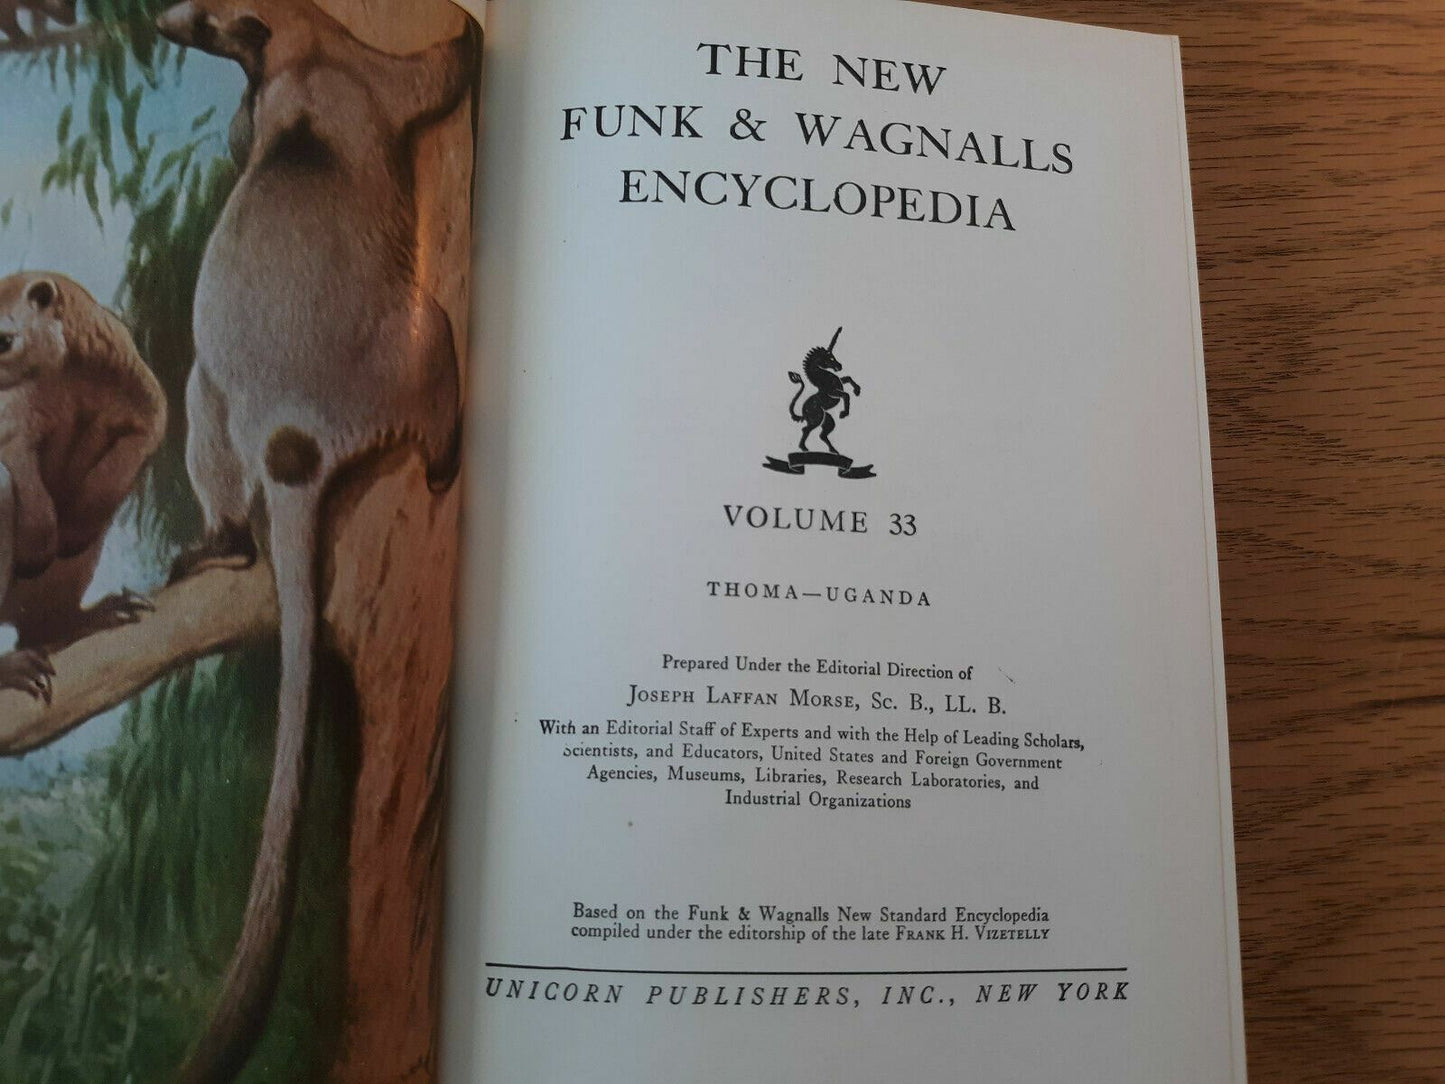 THE NEW
FUNK & WAGNALLS
ENCYCLOPEDIA
VOLUME 33
THOMA—UGANDA
Prepared Under the Editorial Direction of
JOSEPH LAFFAN MORSE, SC. B., LL. B.
With an Editorial Staff of Experts and with the Help of Leading Scholars,
Scientists, and Educators, United States and Foreign Government
Agencies, Museums, Libraries, Research Laboratories, and
Industrial Organizations
Based on the Funk & Wagnalls New Standard Encyclopedia
compiled under the editorship of the late FRANK H. VIZETELLY
UNICORN PUBLISHERS, INC., NEW YORK